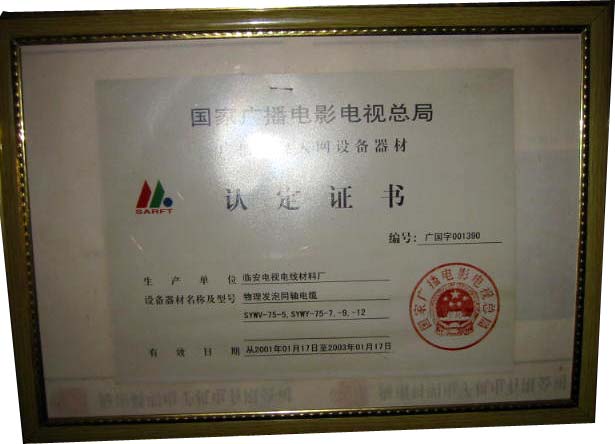 国家广播电影电视总局
网设备器材
SARFT
认定证书
编号: 广国字001390
生产单位 临安电视电线材料厂
设备器材名称及型号 物理发泡同轴电缆
SYWV-75-5,SYWY-75-7,-9,-12
有效日期 从2001年01月17日至2003年01月17日
国家广播电影电视总局